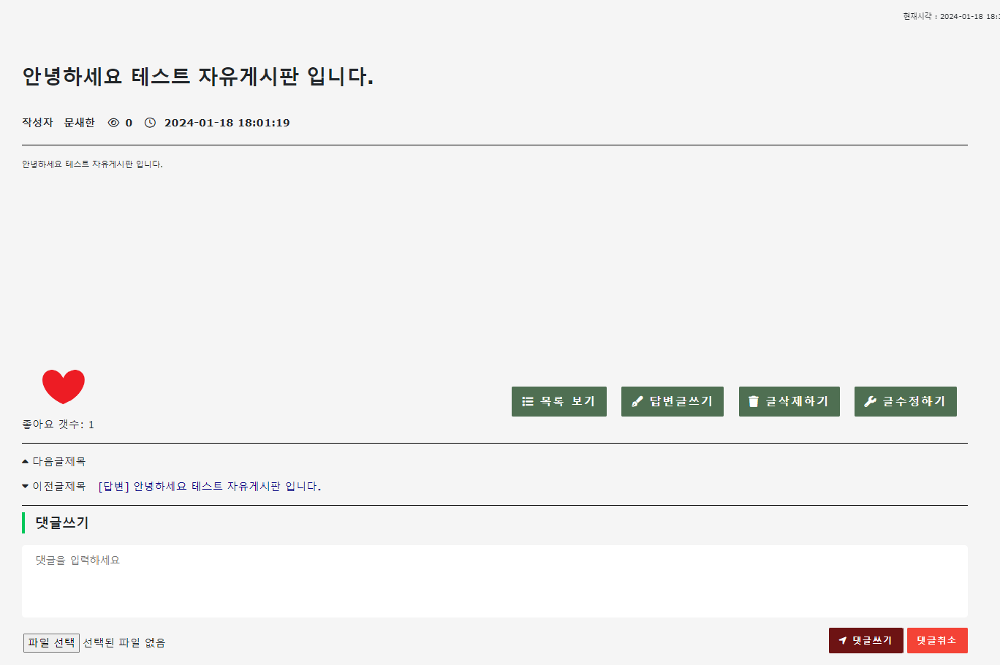 현재시각 : 2024-01-18 18:
안녕하세요 테스트 자유게시판 입니다.
작성자 문새한 0 2024-01-18 18:01:19
안녕하세요 테스트 자유게시판 입니다.
목록 보기 답변글쓰기 글삭제하기 글수정하기
좋아요 갯수: 1
다음글제목
이전글제목 [답변] 안녕하세요 테스트 자유게시판 입니다.
댓글쓰기
댓글을 입력하세요
파일 선택 선택된 파일 없음 댓글쓰기 댓글취소